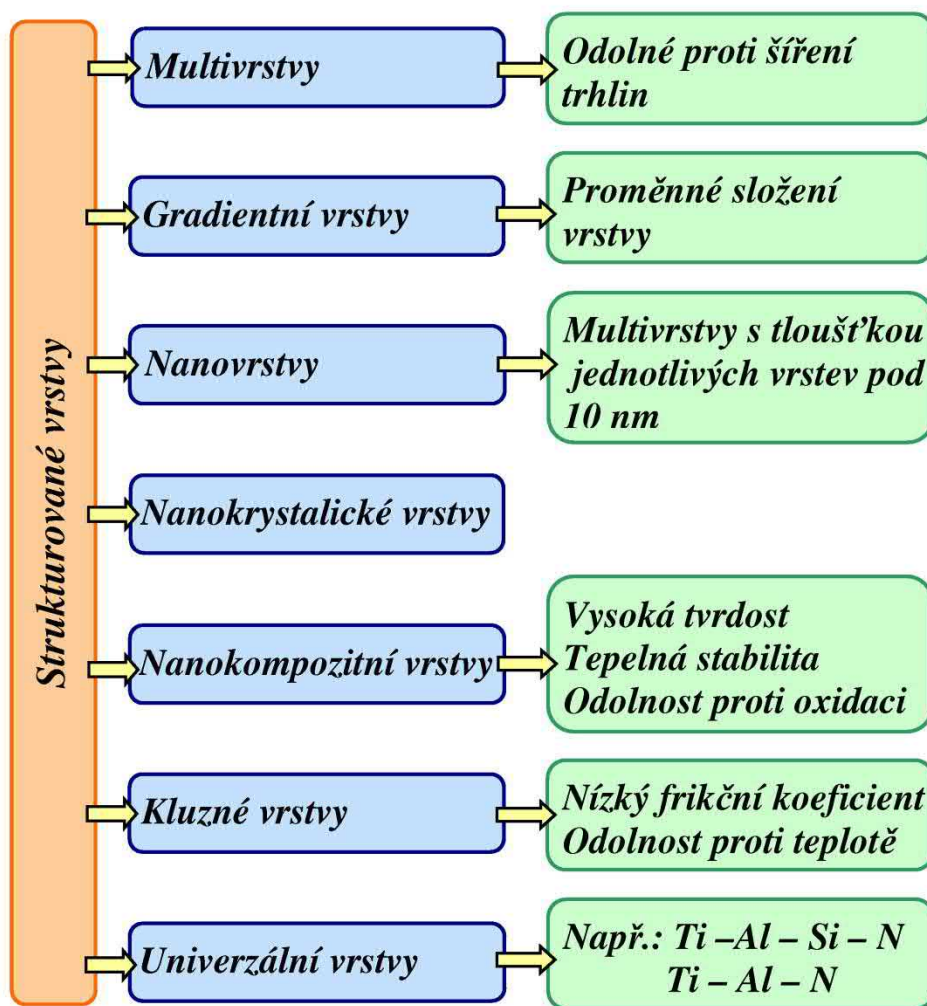 Strukturované vrstvy
Multivrstvy
Odolné proti šíření
trhlin
Gradientní vrstvy
Proměnné složení
vrstvy
Nanovrstvy
Multivrstvy s tloušťkou
jednotlivých vrstev pod
10 nm
Nanokrystalické vrstvy
Nanokompozitní vrstvy
Vysoká tvrdost
Tepelná stabilita
Odolnost proti oxidaci
Kluzné vrstvy
Nízký frikční koeficient
Odolnost proti teplotě
Univerzální vrstvy
Např.: Ti –Al – Si – N
Ti – Al – N